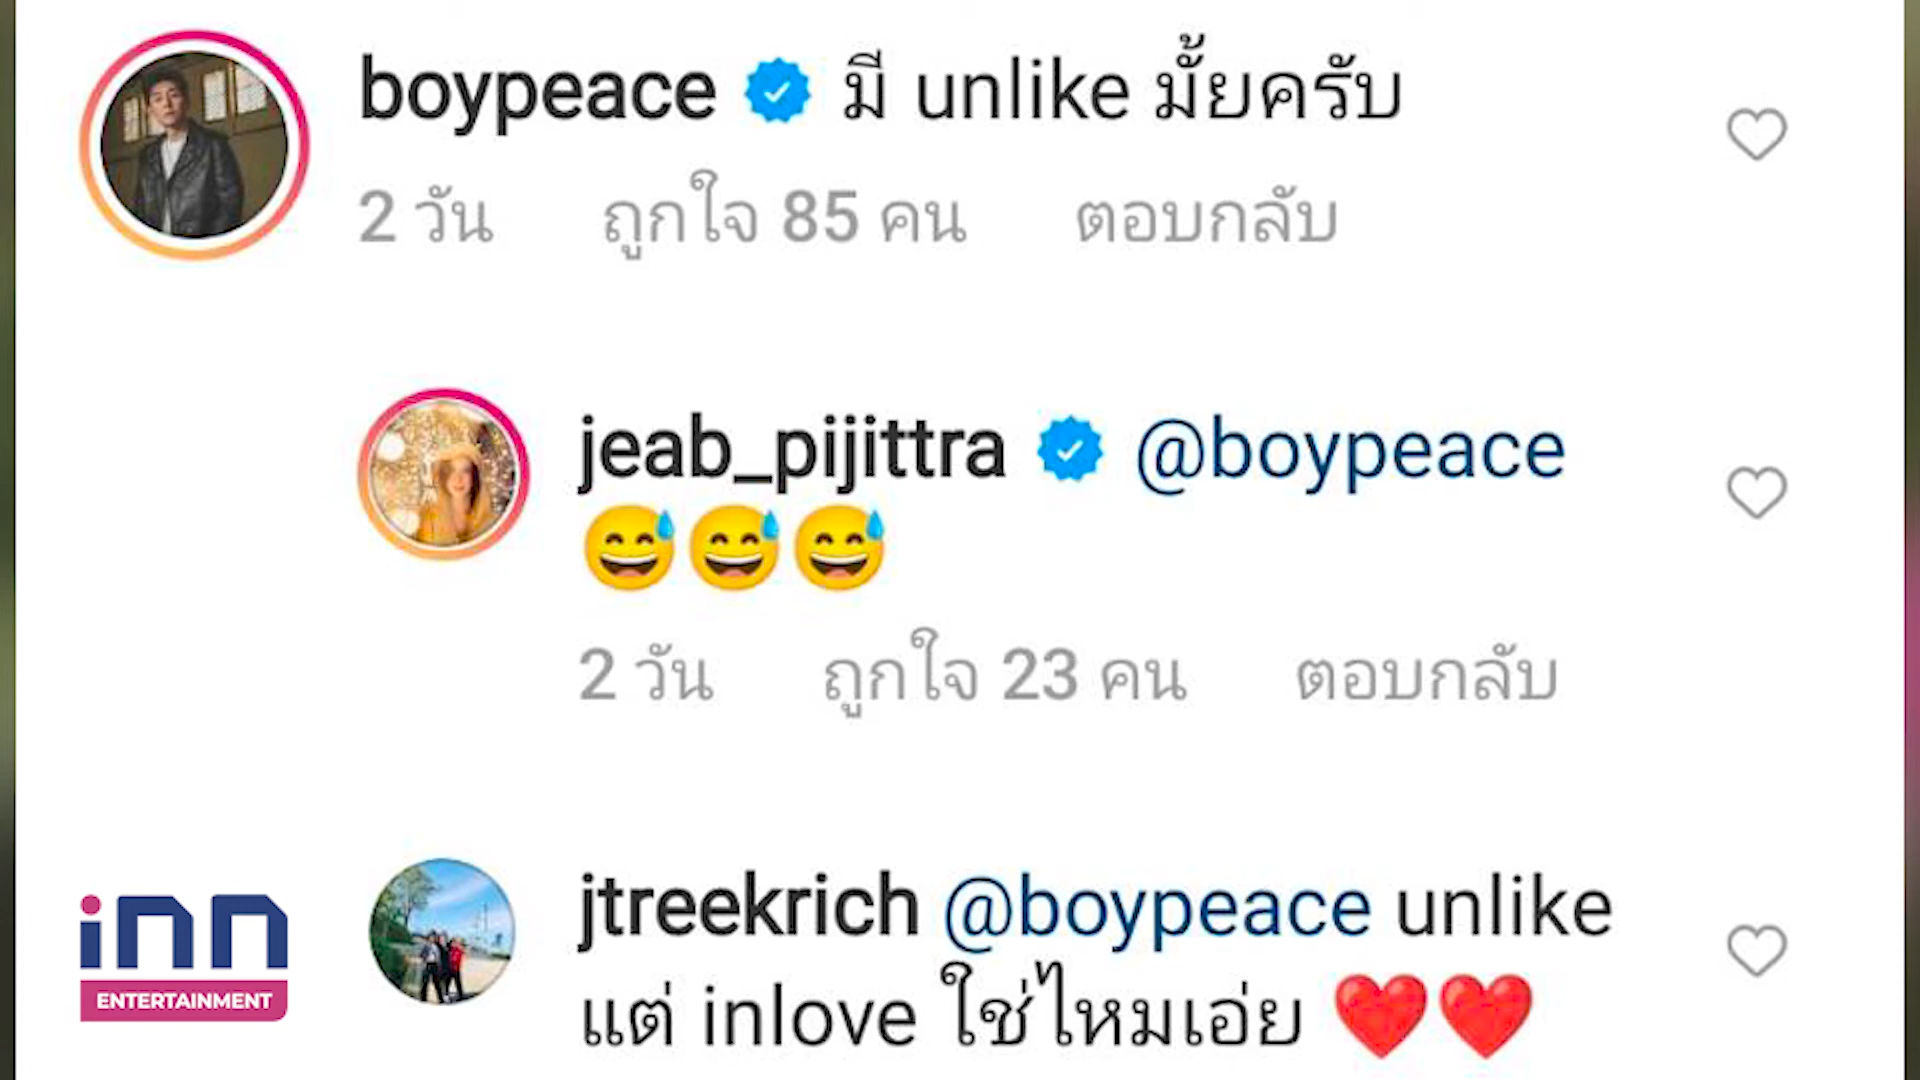 boypeace มี unlike มั้ยครับ
2 วัน ถูกใจ 85 คน ตอบกลับ
jeab_pijittra @boypeace
😅😅😅
2 วัน ถูกใจ 23 คน ตอบกลับ
jtreekrich @boypeace unlike
แต่ inlove ใช่ไหมเอ่ย ❤️❤️
inn
ENTERTAINMENT